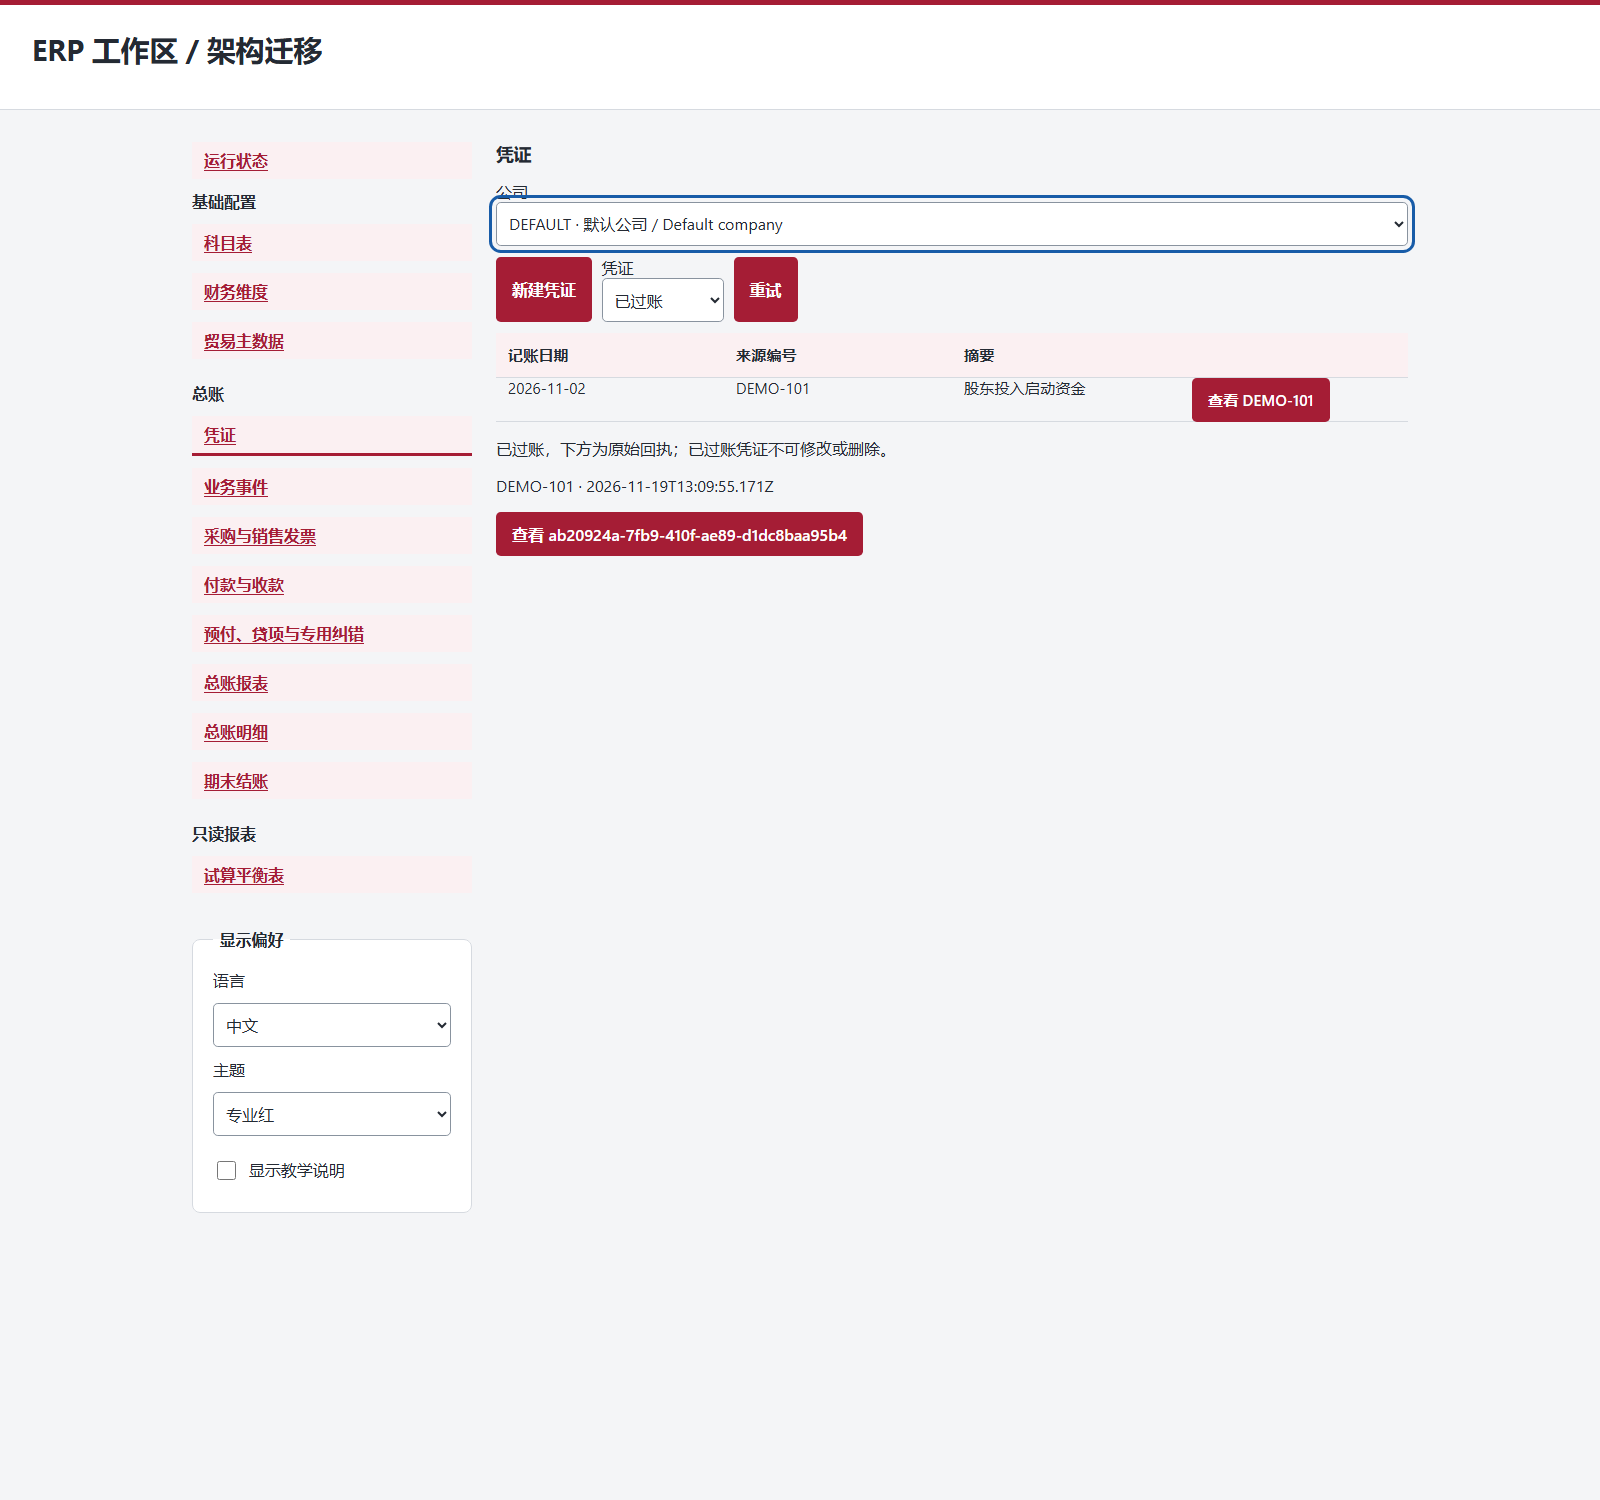 ERP 工作区 / 架构迁移
运行状态
基础配置
科目表
财务维度
贸易主数据
总账
凭证
业务事件
采购与销售发票
付款与收款
预付、贷项与专用纠错
总账报表
总账明细
期末结账
只读报表
试算平衡表
显示偏好
语言
中文
主题
专业红
显示教学说明
凭证
公司
DEFAULT · 默认公司 / Default company
新建凭证
凭证
已过账
重试
记账日期 来源编号 摘要
2026-11-02 DEMO-101 股东投入启动资金 查看 DEMO-101
已过账，下方为原始回执；已过账凭证不可修改或删除。
DEMO-101 · 2026-11-19T13:09:55.171Z
查看 ab20924a-7fb9-410f-ae89-d1dc8baa95b4